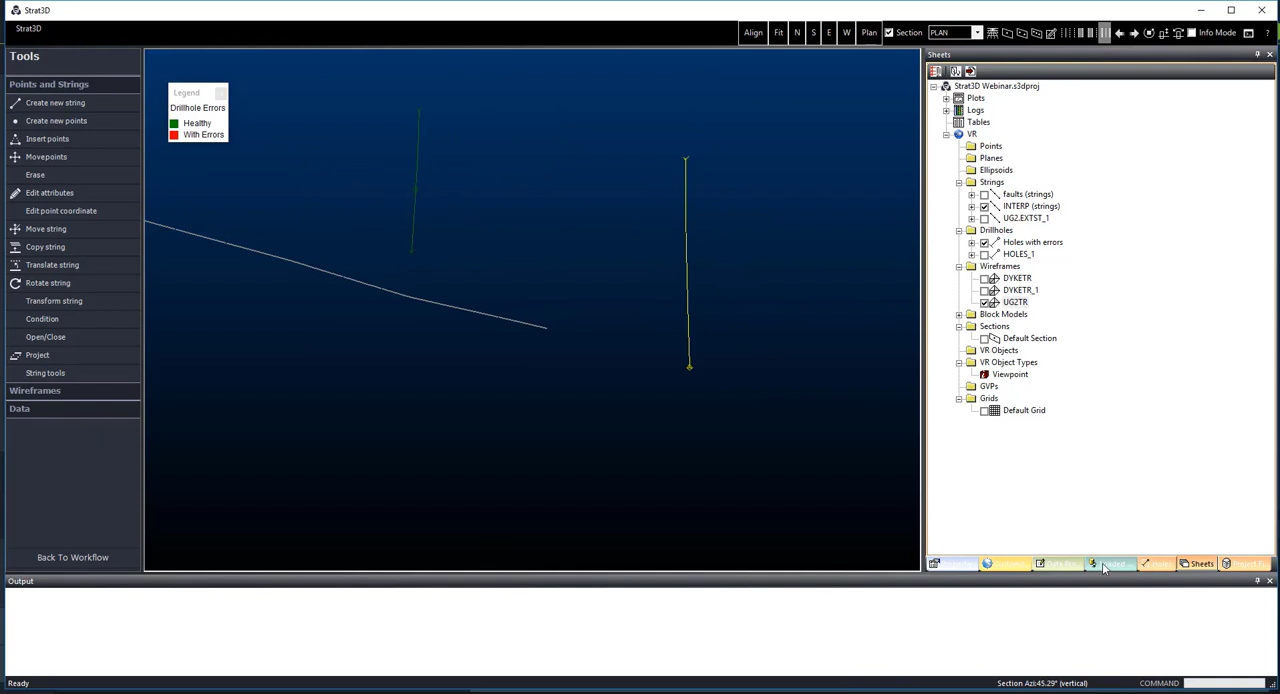 Strat3D
Strat3D
Align Fit N S E W Plan Section PLAN Info Mode ?
Tools
Points and Strings
Create new string
Create new points
Insert points
Movepoints
Erase
Edit attributes
Edit point coordinate
Move string
Copy string
Translate string
Rotate string
Transform string
Condition
Open/Close
Project
String tools
Wireframes
Data
Back To Workflow
Legend
Drillhole Errors
Healthy
With Errors
Sheets
Strat3D Webinar.s3dproj
Plots
Logs
Tables
VR
Points
Planes
Ellipsoids
Strings
faults (strings)
INTERP (strings)
UG2.EXTST_1
Drillholes
Holes with errors
HOLES_1
Wireframes
DYKETR
DYKETR_1
UG2TR
Block Models
Sections
Default Section
VR Objects
VR Object Types
Viewpoint
GVPs
Grids
Default Grid
Sheets
Output
Ready
Section Azi:45.29° (vertical)
COMMAND